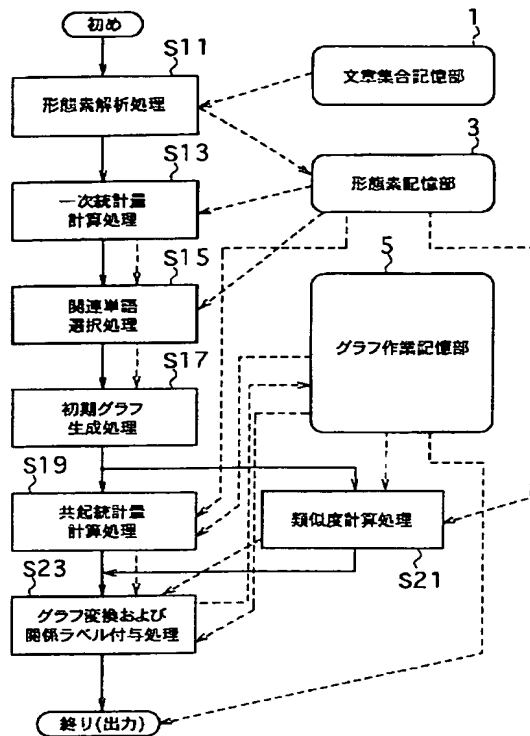 初め
S11
1
文章集合記憶部
形態素解析処理
S13
3
形態素記憶部
一次統計量
計算処理
S15
5
関連単語
選択処理
グラフ作業記憶部
S17
初期グラフ
生成処理
S19
共起統計量
計算処理
類似度計算処理
S23
S21
グラフ変換および
関係ラベル付与処理
終り(出力)